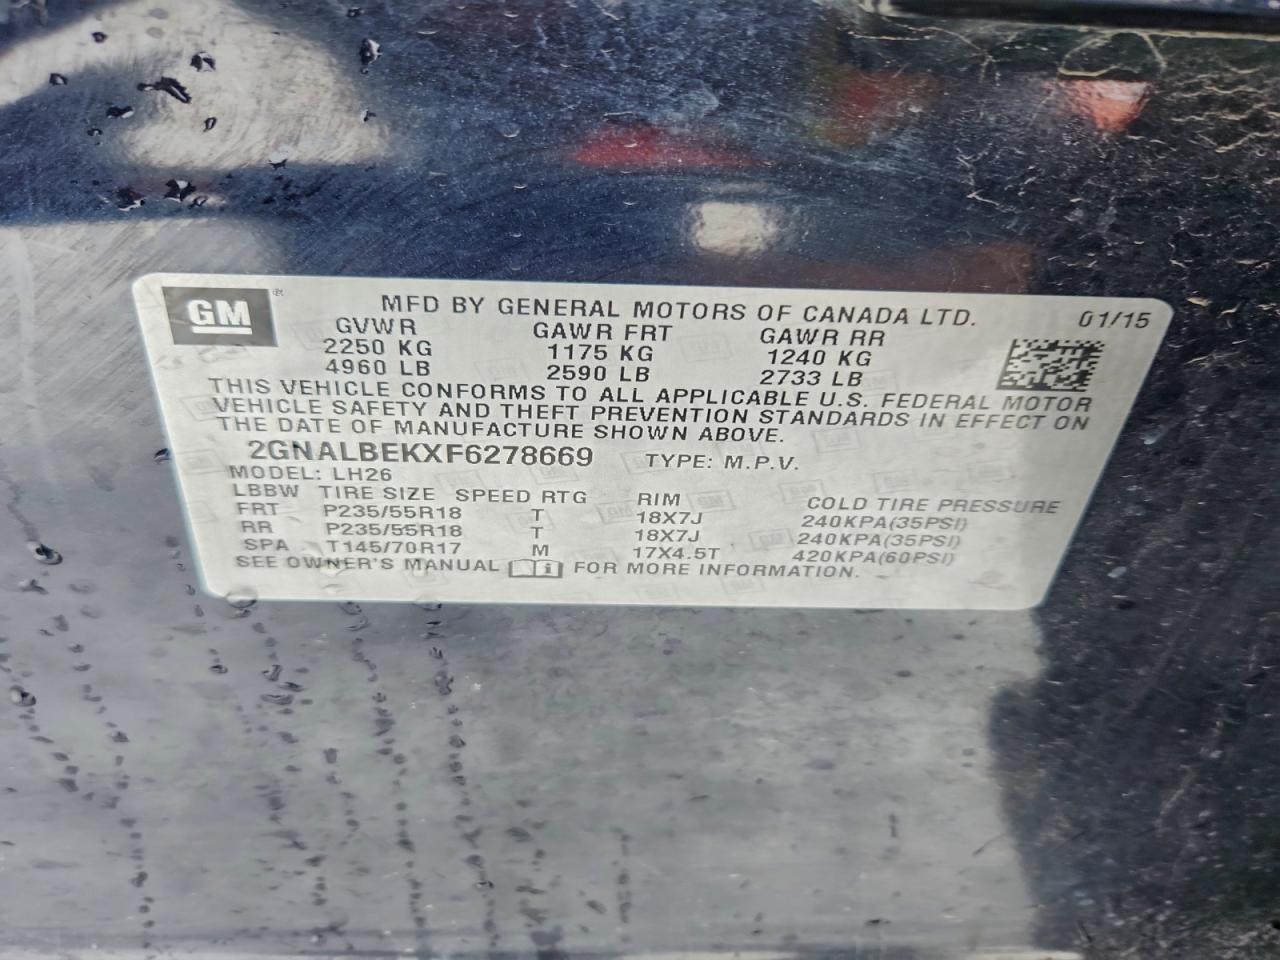 GM
MFD BY GENERAL MOTORS OF CANADA LTD.
01/15
GVWR GAWR FRT GAWR RR
2250 KG 1175 KG 1240 KG
4960 LB 2590 LB 2733 LB
THIS VEHICLE CONFORMS TO ALL APPLICABLE U.S. FEDERAL MOTOR
VEHICLE SAFETY AND THEFT PREVENTION STANDARDS IN EFFECT ON
THE DATE OF MANUFACTURE SHOWN ABOVE.
2GNALBEKXF6278669 TYPE: M.P.V.
MODEL: LH26
LBBW TIRE SIZE SPEED RTG RIM COLD TIRE PRESSURE
FRT P235/55R18 T 18X7J 240KPA(35PSI)
RR P235/55R18 T 18X7J 240KPA(35PSI)
SPA T145/70R17 M 17X4.5T 420KPA(60PSI)
SEE OWNER'S MANUAL i FOR MORE INFORMATION.